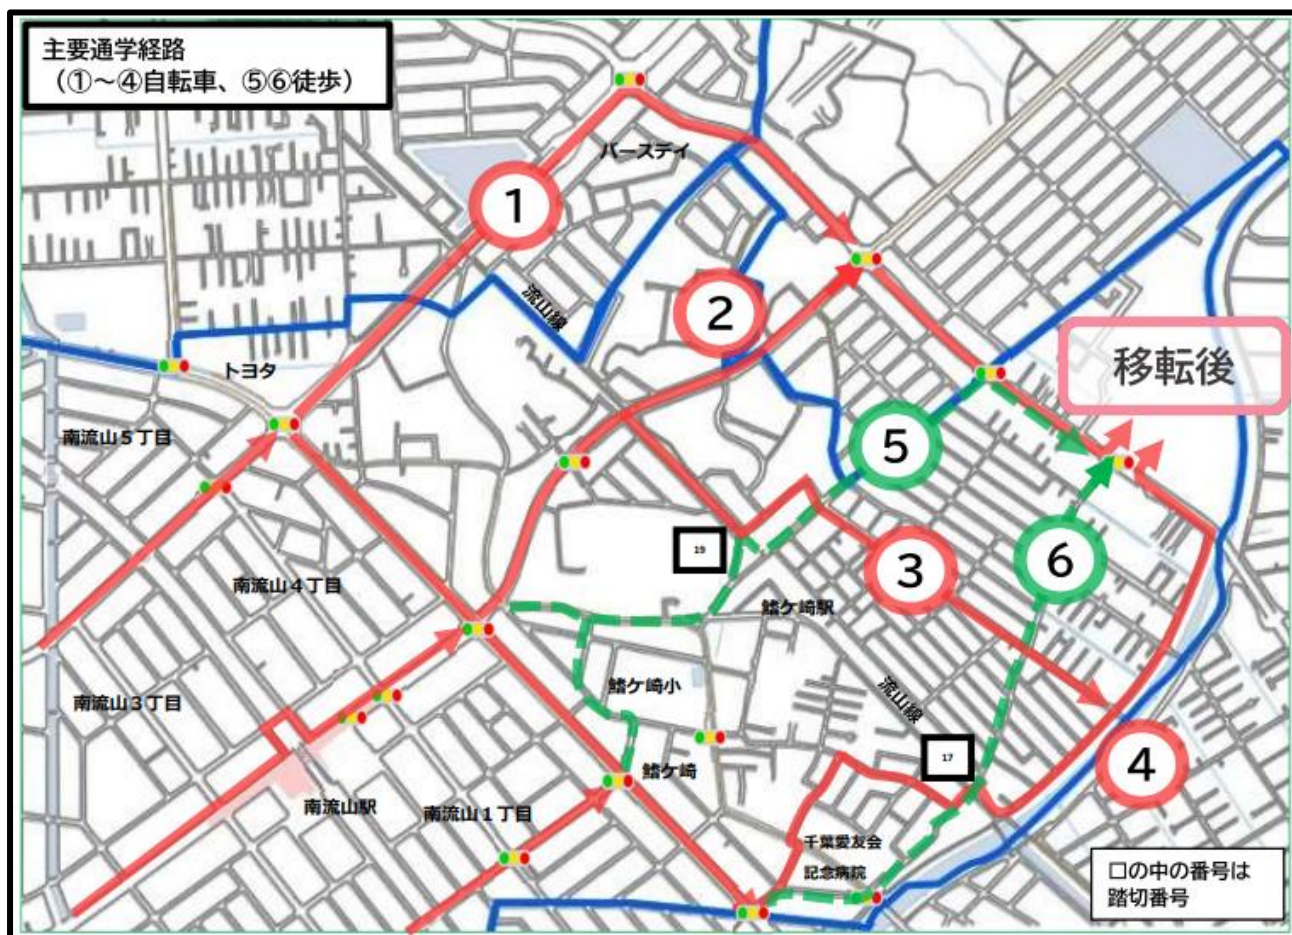 主要通学経路
（①～④自転車、⑤⑥徒歩）
バースデイ
1
2
流山線
トヨタ
移転後
南流山５丁目
5
19
3
6
南流山４丁目
鰭ケ崎駅
鰭ケ崎小
流山線
南流山３丁目
17
鰭ケ崎
4
南流山駅
南流山１丁目
千葉愛友会
記念病院
□の中の番号は
踏切番号